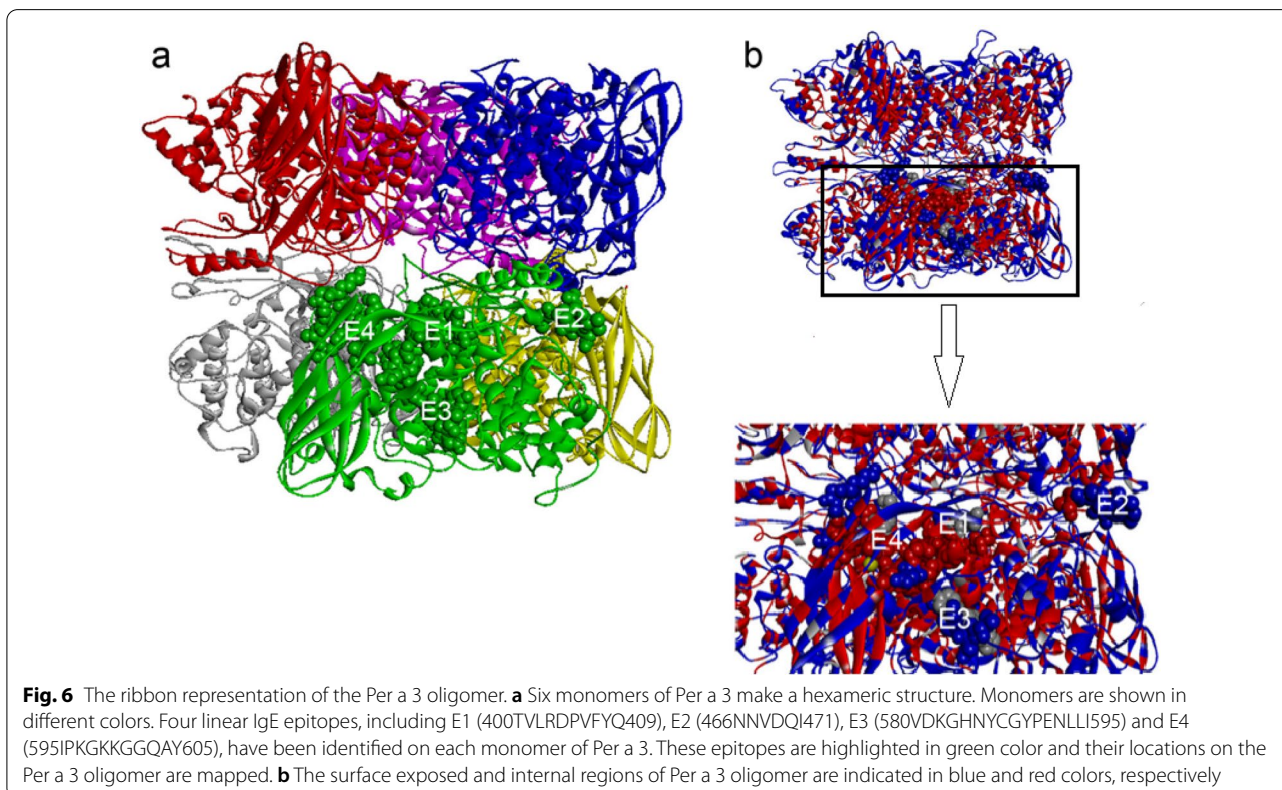 a
b
E4 E1 E2
E3
E1 E2
E4
E3
Fig. 6 The ribbon representation of the Per a 3 oligomer. a Six monomers of Per a 3 make a hexameric structure. Monomers are shown in
different colors. Four linear IgE epitopes, including E1 (400TVLRDPVFYQ409), E2 (466NNVDQI471), E3 (580VDKGHNYCGYPENLLI595) and E4
(595IPKGKKGGQAY605), have been identified on each monomer of Per a 3. These epitopes are highlighted in green color and their locations on the
Per a 3 oligomer are mapped. b The surface exposed and internal regions of Per a 3 oligomer are indicated in blue and red colors, respectively